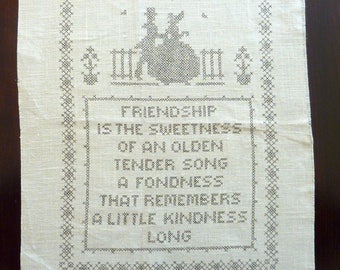 FRIENDSHIP
IS THE SWEETNESS
OF AN OLDEN
TENDER SONG
A FONDNESS
THAT REMEMBERS
A LITTLE KINDNESS
LONG